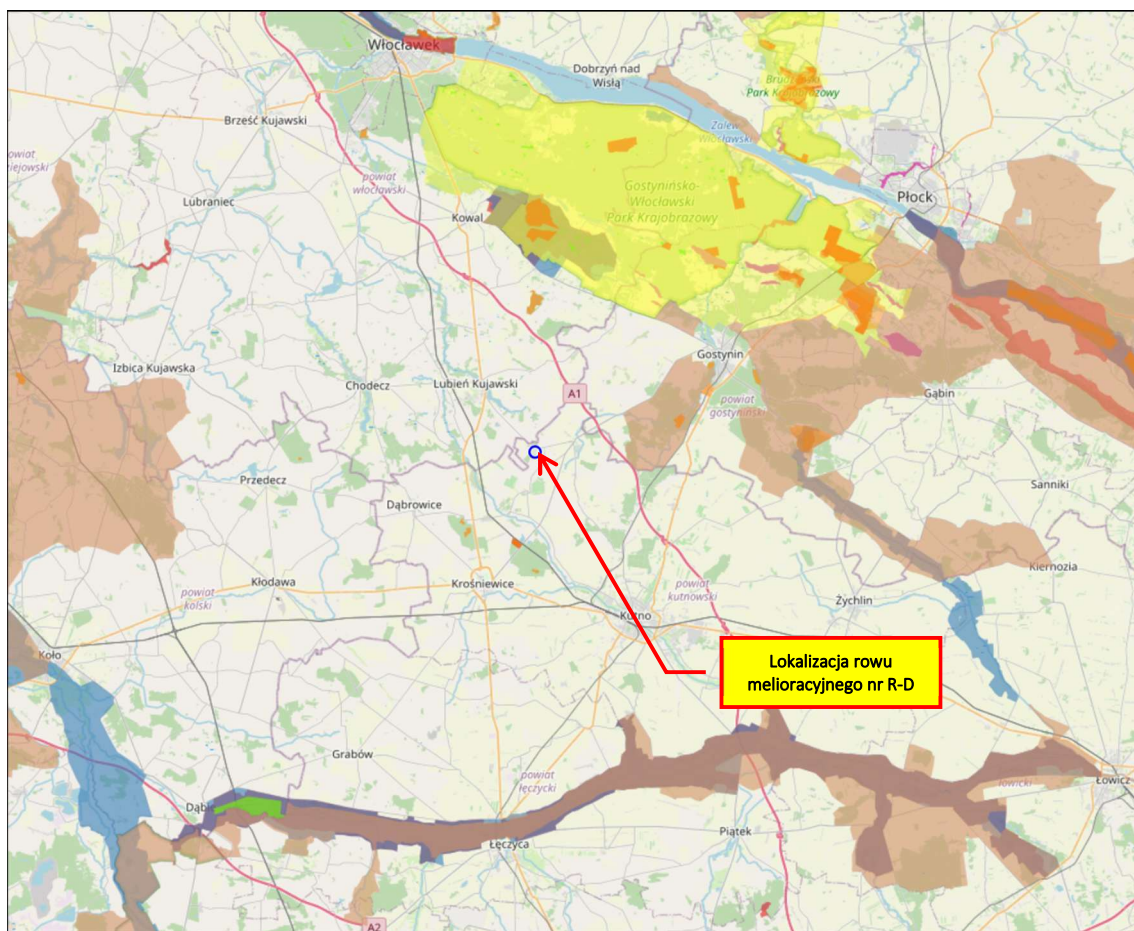 Włocławek
Dobrzyń nad
Wisłą
Park Krajobrazowy
Brześć Kujawski
Zalew
Włocławski
powiat
włocławski
Płock
Gostynińsko-
Włocławski
Park Krajobrazowy
Lubraniec
Kowal
Gostynin
Izbica Kujawska
Chodecz
Lubień Kujawski
A1
powiat
gostyniński
Gąbin
Przedecz
Dąbrowice
Sanniki
Kłodawa
powiat
kolski
Krośniewice
powiat
kutnowski
Kiernozia
Żychlin
Kutno
Koło
Lokalizacja rowu
melioracyjnego nr R-D
Grabów
powiat
łęczycki
Łowicz
łowicki
Dąbi
Piątek
Łęczyca
A2